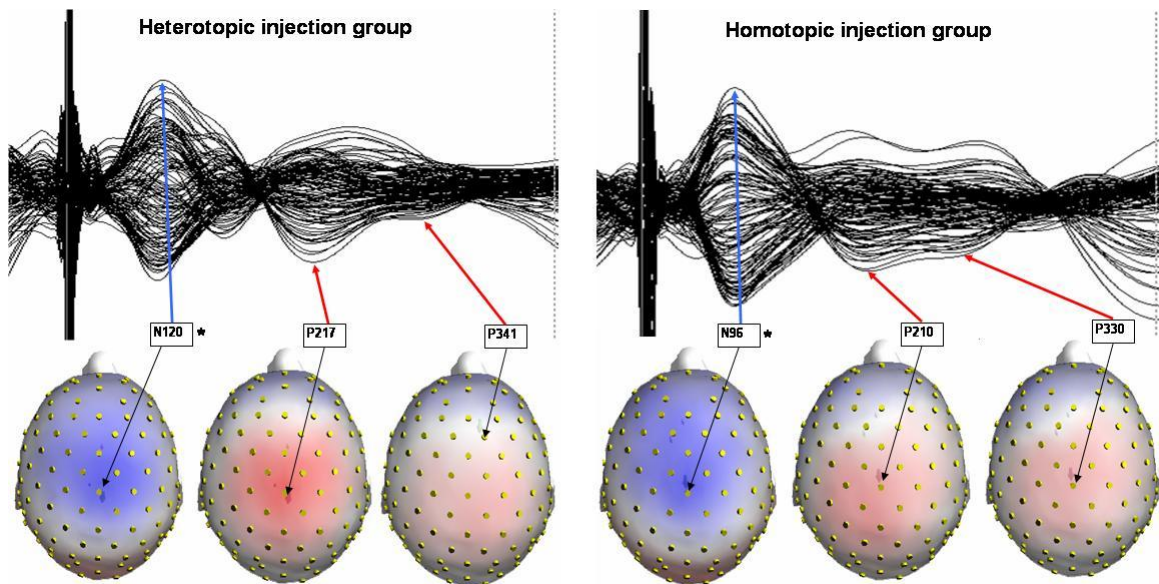 Heterotopic injection group
Homotopic injection group
N120 *
P217
P341
N96 *
P210
P330